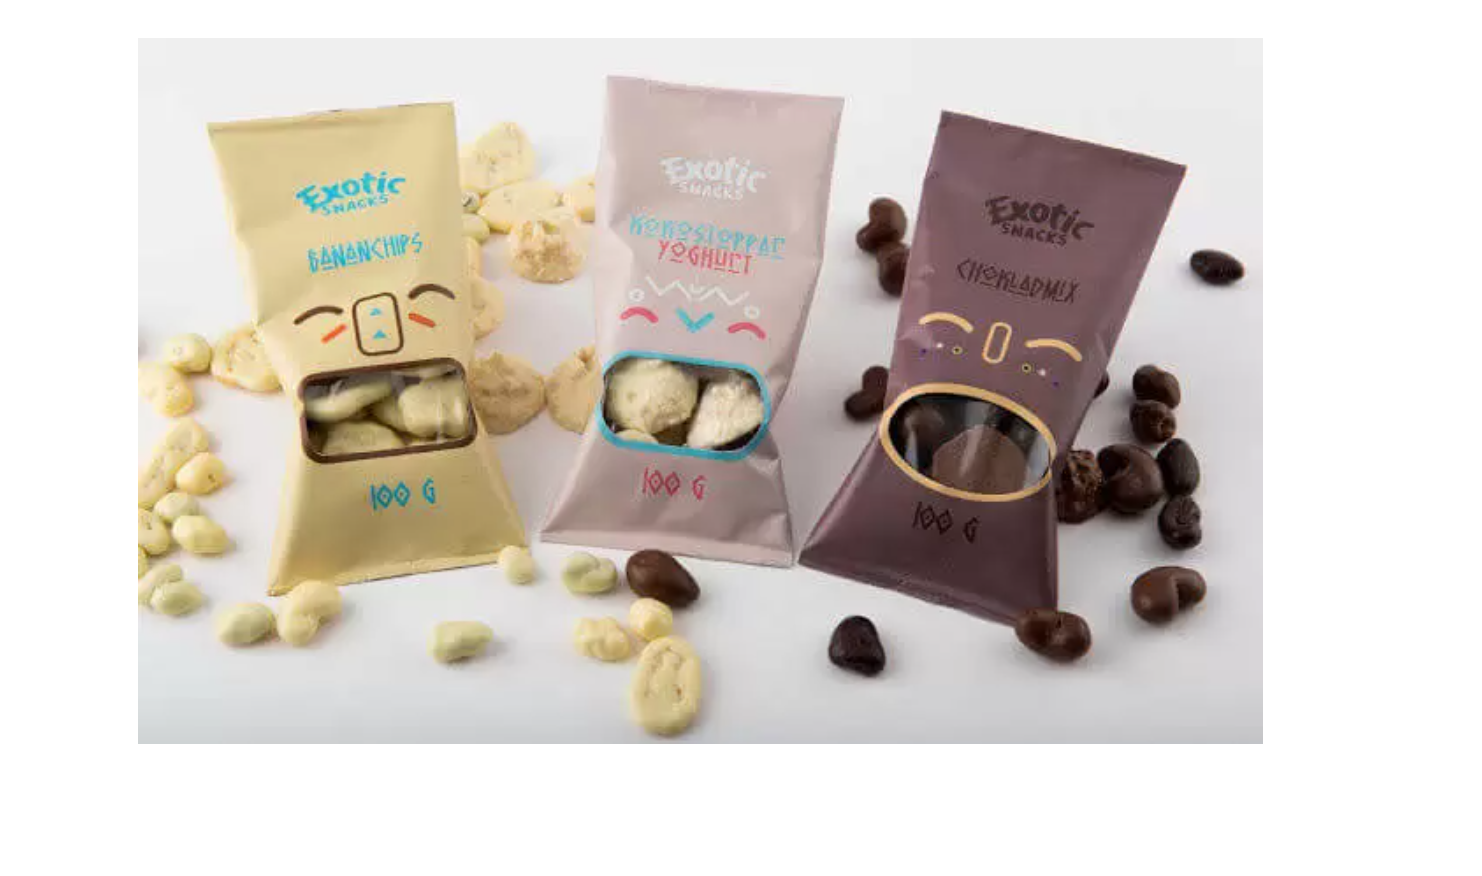 Exotic
SNACKS
BANANCHIPS
100 G
Exotic
SNACKS
KOKOSTOPPAR
YOGHURT
100 G
Exotic
SNACKS
CHOKLADMIX
100 G